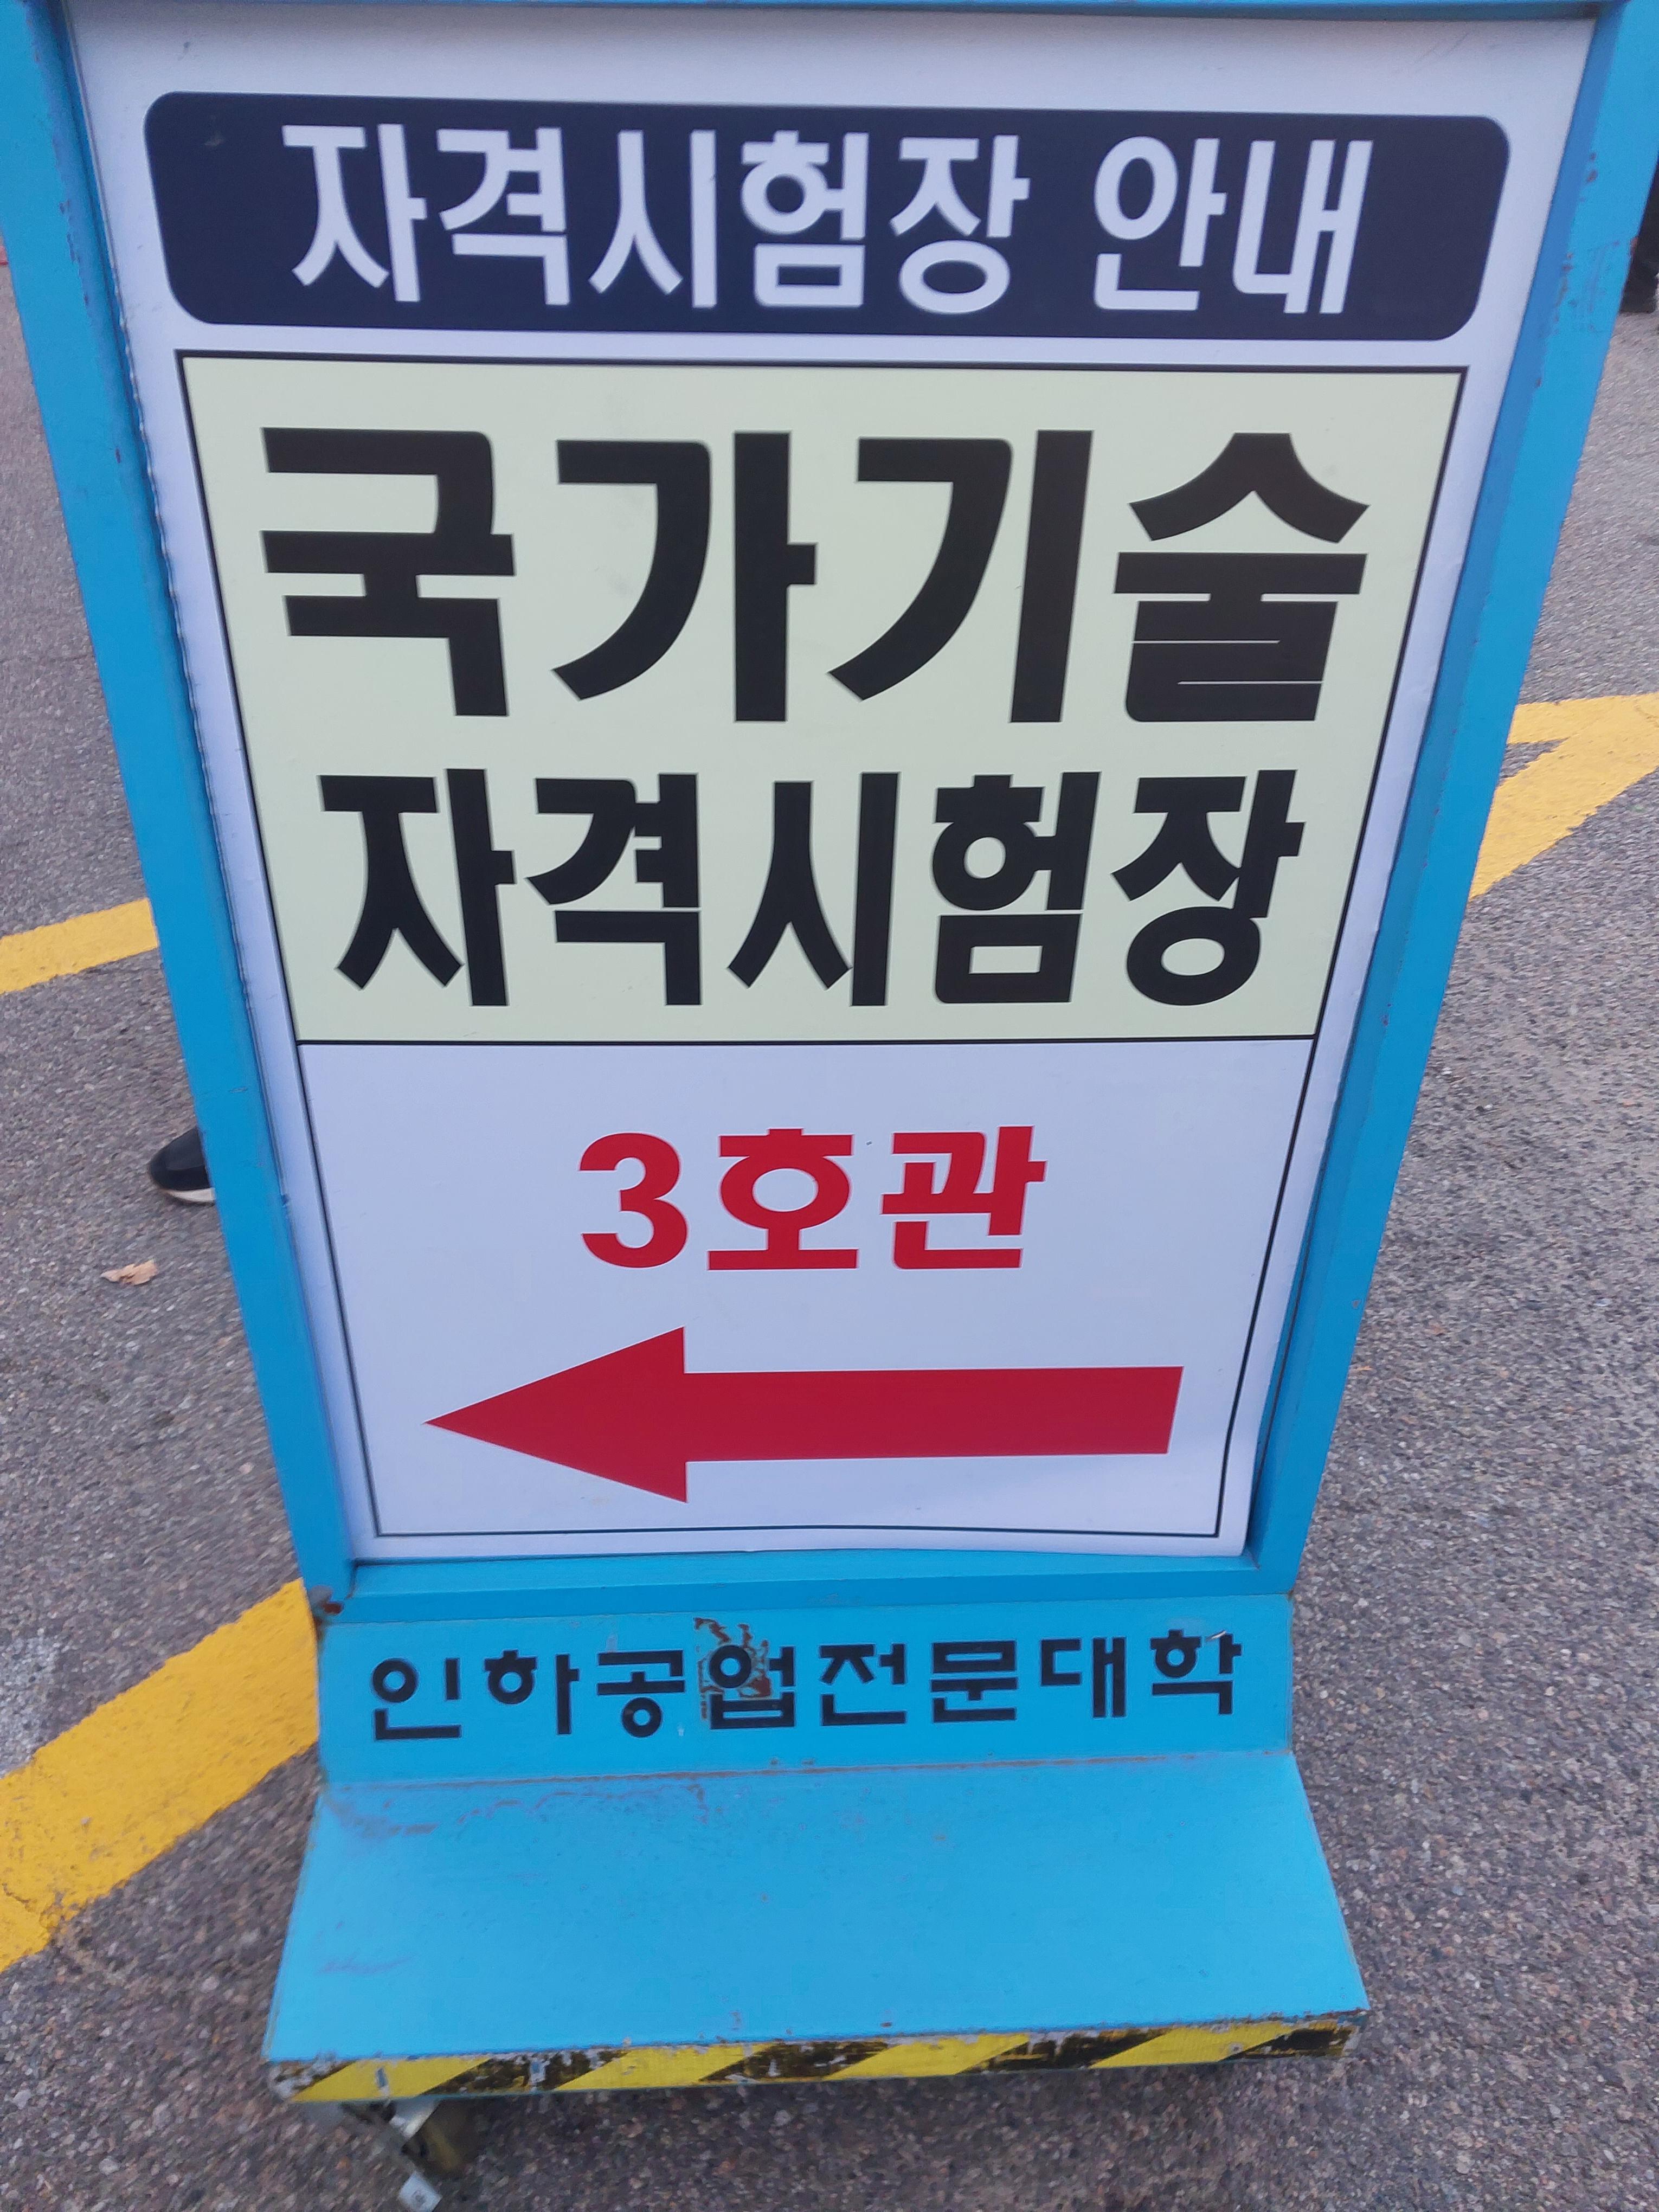 자격시험장 안내
국가기술
자격시험장
3호관
인하공업전문대학